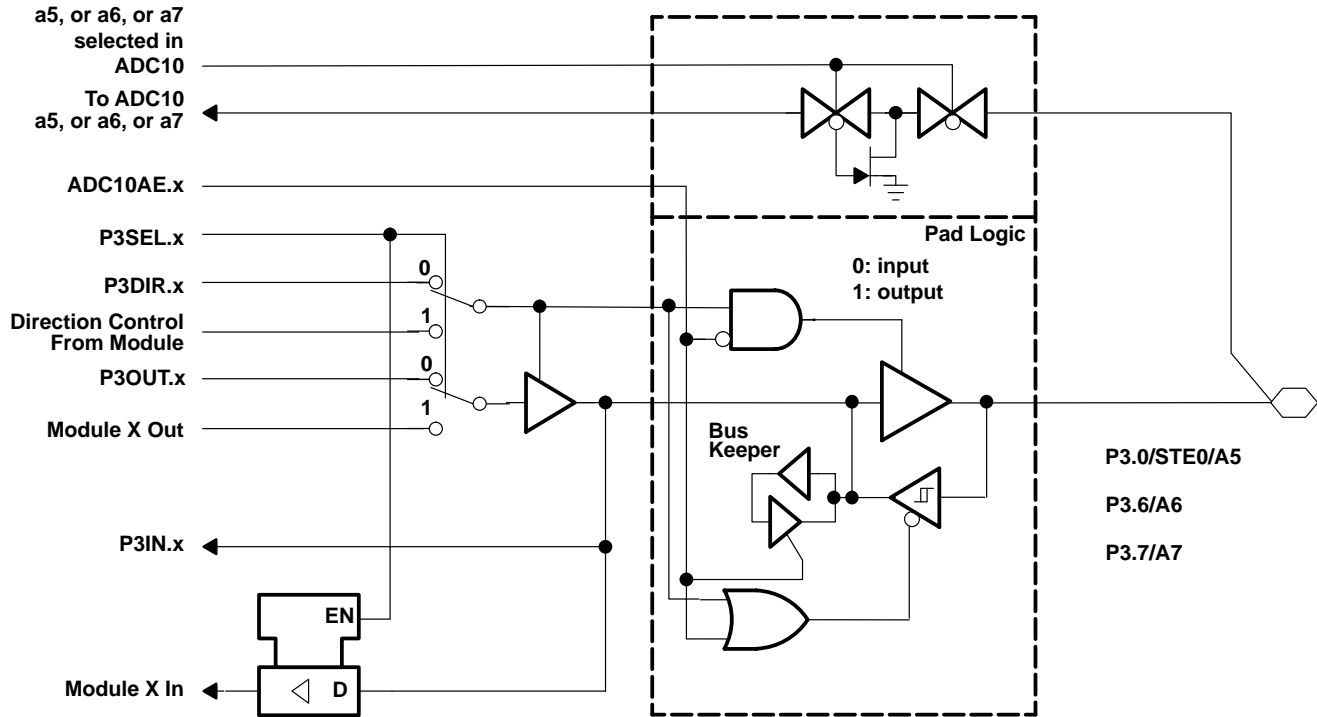 a5, or a6, or a7
selected in
ADC10
To ADC10
a5, or a6, or a7
ADC10AE.x
P3SEL.x
Pad Logic
0: input
1: output
0
P3DIR.x
1
Direction Control
From Module
0
P3OUT.x
1
Module X Out
Bus
Keeper
P3.0/STE0/A5
P3.6/A6
P3.7/A7
P3IN.x
EN
Module X In
D